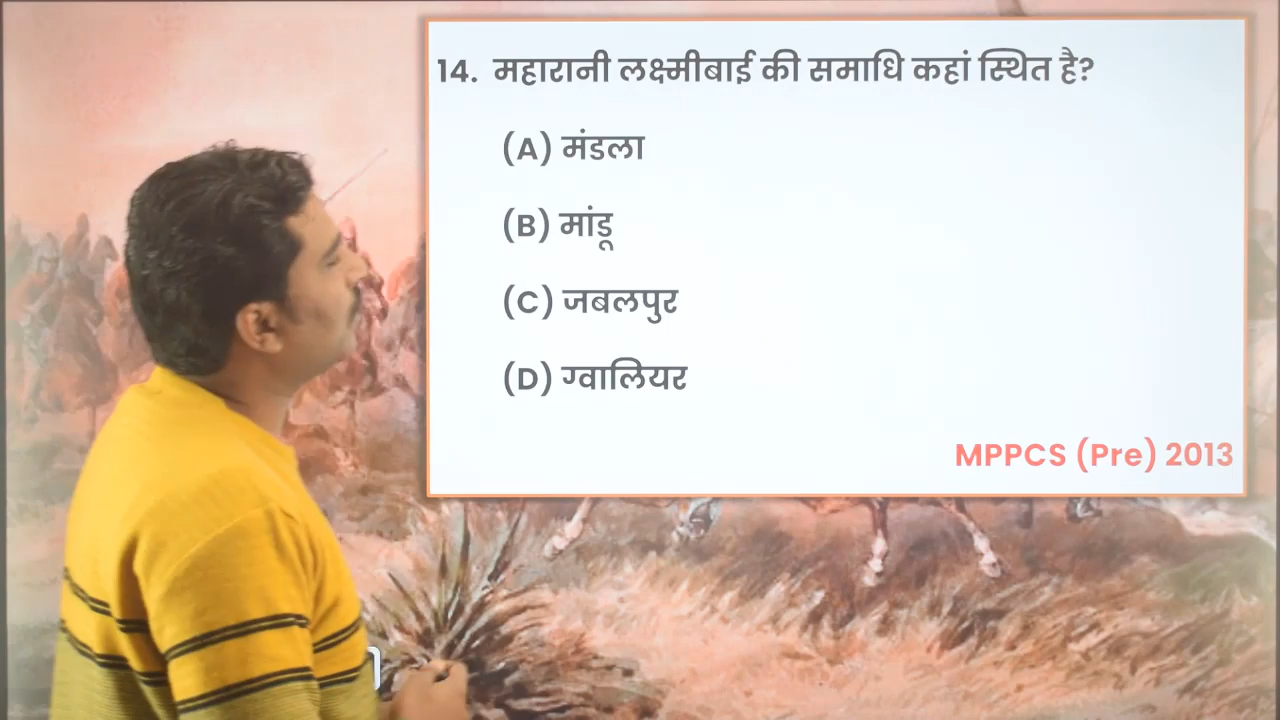 14. महारानी लक्ष्मीबाई की समाधि कहां स्थित है?
(A) मंडला
(B) मांडू
(C) जबलपुर
(D) ग्वालियर
MPPCS (Pre) 2013